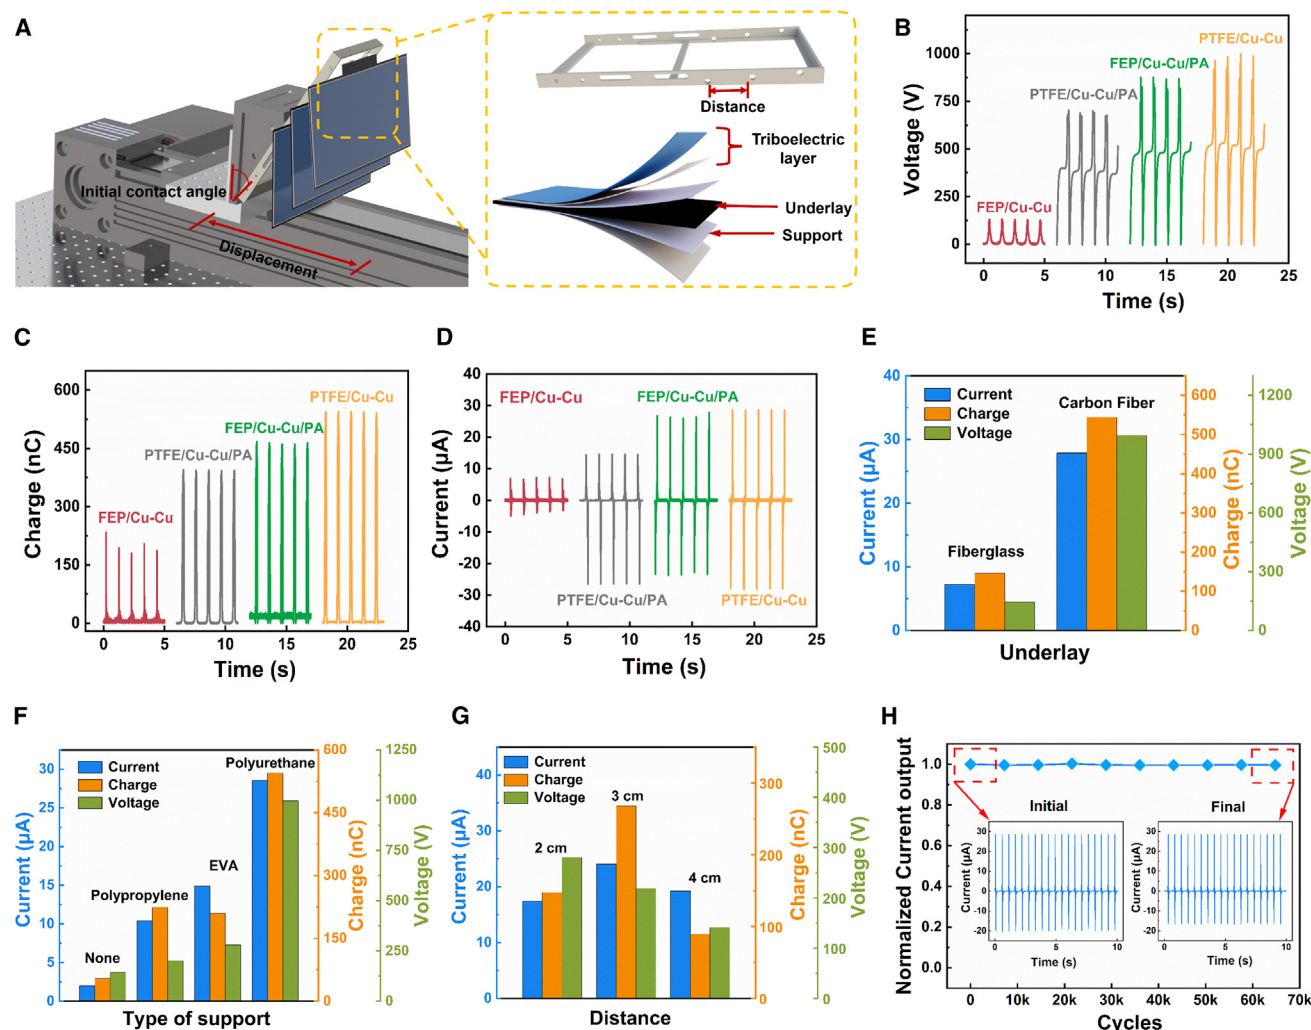 A
Initial contact angle
Displacement
Distance
Triboelectric
layer
Underlay
Support
B
Voltage (V)
1000
750
500
250
0
PTFE/Cu-Cu
FEP/Cu-Cu/PA
PTFE/Cu-Cu/PA
FEP/Cu-Cu
0 5 10 15 20 25
Time (s)
C
Charge (nC)
600
450
300
150
0
PTFE/Cu-Cu
FEP/Cu-Cu/PA
PTFE/Cu-Cu/PA
FEP/Cu-Cu
0 5 10 15 20 25
Time (s)
D
Current (μA)
40
30
20
10
0
-10
-20
-30
-40
FEP/Cu-Cu
FEP/Cu-Cu/PA
PTFE/Cu-Cu/PA
PTFE/Cu-Cu
0 5 10 15 20 25
Time (s)
E
Current (μA)
40
30
20
10
0
Current
Charge
Voltage
Carbon Fiber
Fiberglass
Underlay
600
500
400
300
200
100
0
Charge (nC)
1200
900
600
300
0
Voltage (V)
F
Current (μA)
30
25
20
15
10
5
0
Current
Charge
Voltage
Polyurethane
EVA
Polypropylene
None
Type of support
600
450
300
150
0
Charge (nC)
1250
1000
750
500
250
0
Voltage (V)
G
Current (μA)
40
30
20
10
0
Current
Charge
Voltage
3 cm
2 cm
4 cm
Distance
300
200
100
0
Charge (nC)
500
400
300
200
100
0
Voltage (V)
H
Normalized Current output
1.0
0.8
0.6
0.4
0.2
0.0
Initial
Current (μA)
30
20
10
0
-10
-20
0 5 10
Time (s)
Final
Current (μA)
30
20
10
0
-10
-20
0 5 10
Time (s)
0 10k 20k 30k 40k 50k 60k 70k
Cycles